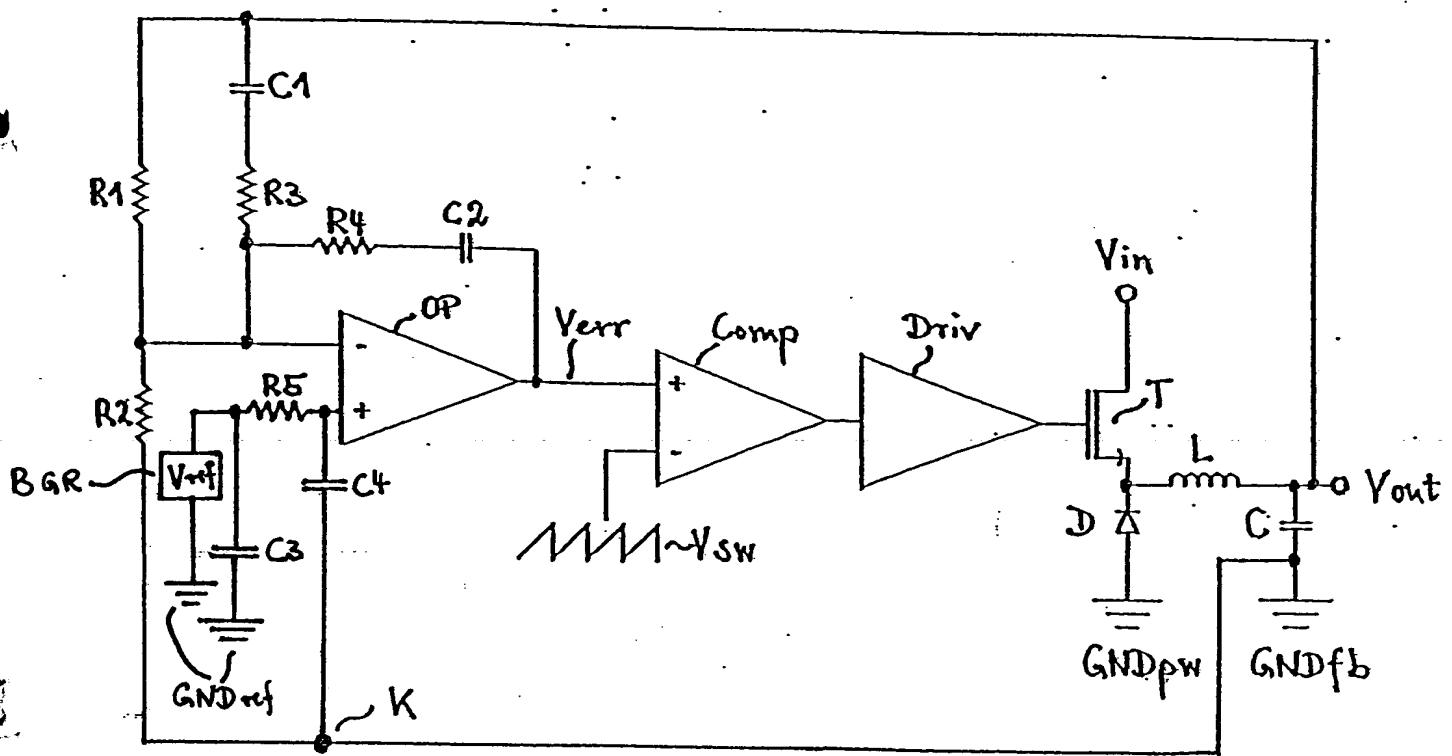 C1
R1
R3
R4
C2
Vin
OP
Verr
Comp
Driv
-
+
T
R5
R2
+
-
L
Vout
BGR
Vref
C4
D
C
C3
~Vsw
GNDpw
GNDfb
GNDref
K